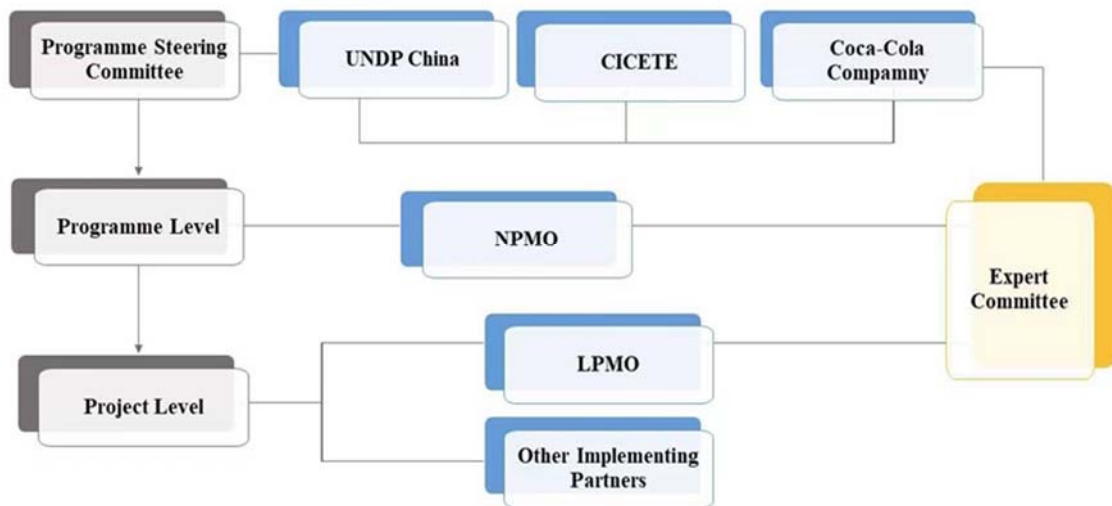 Programme Steering
Committee
UNDP China
CICETE
Coca-Cola
Compamny
Programme Level
NPMO
Expert
Committee
LPMO
Project Level
Other Implementing
Partners